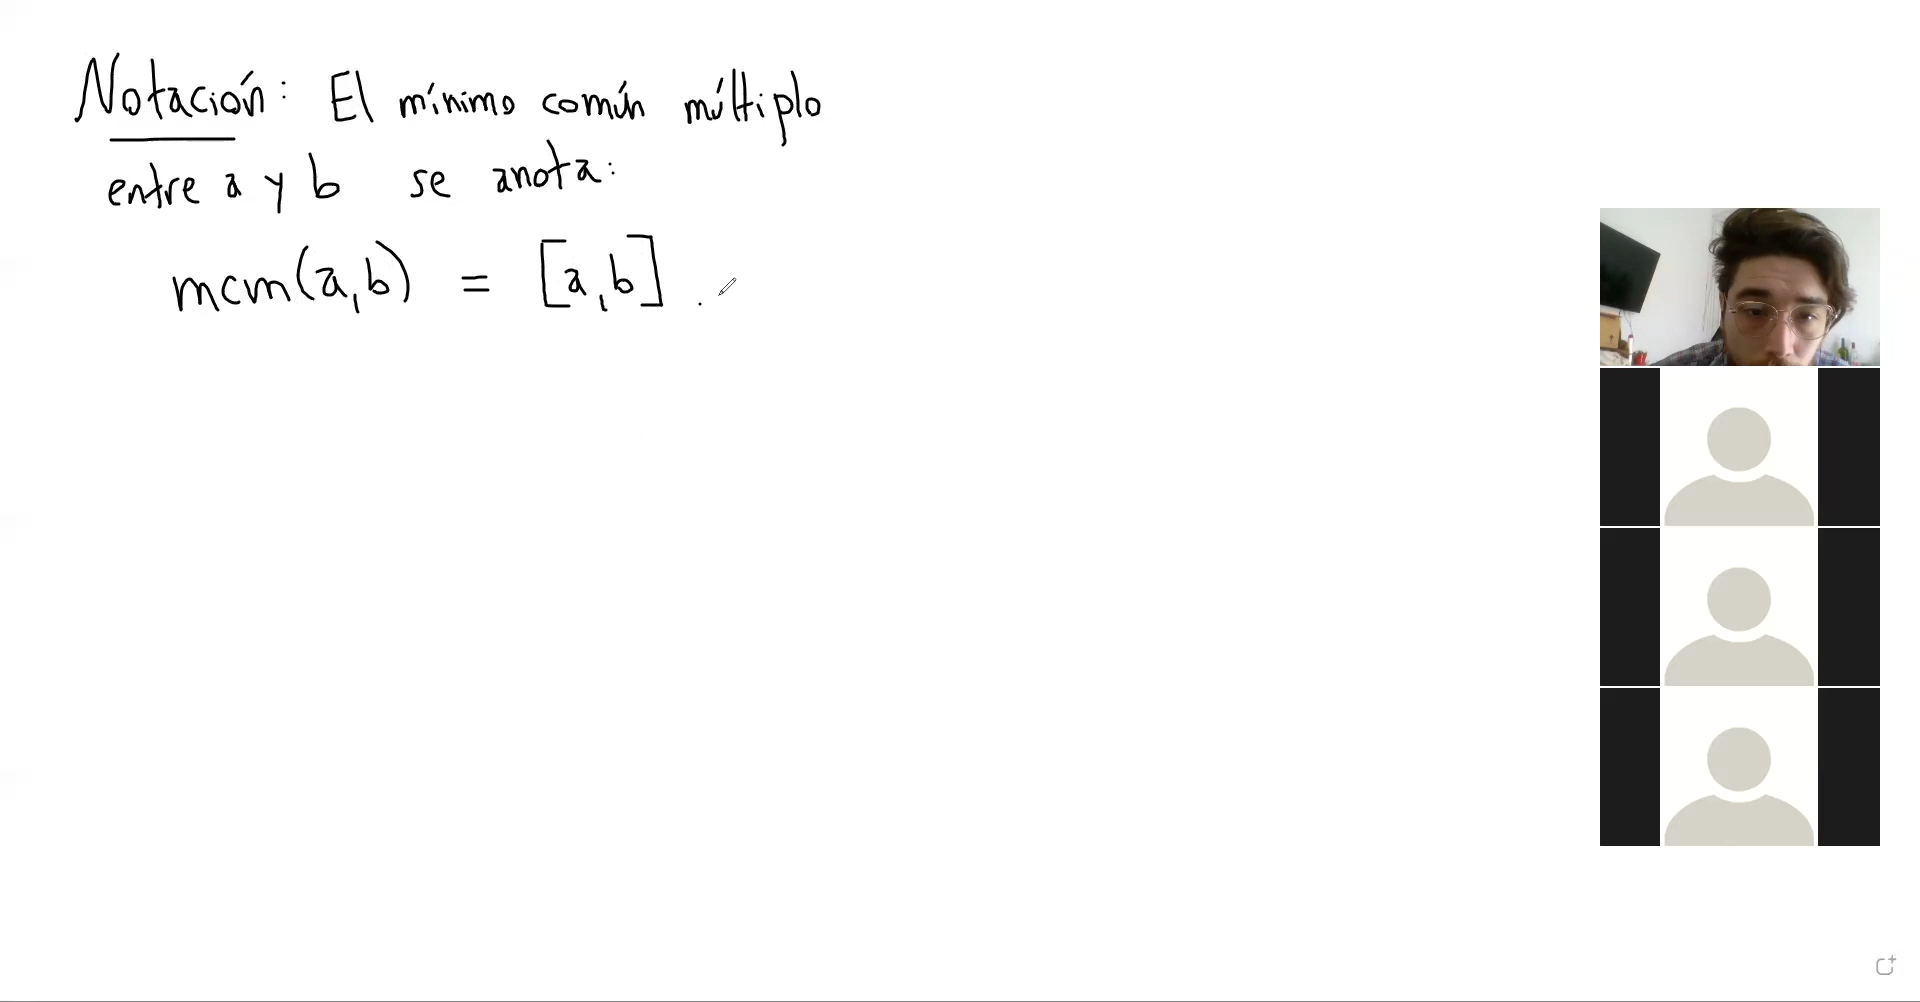 Notación: El mínimo común múltiplo
entre a y b se anota:
mcm(a,b) = [a,b].